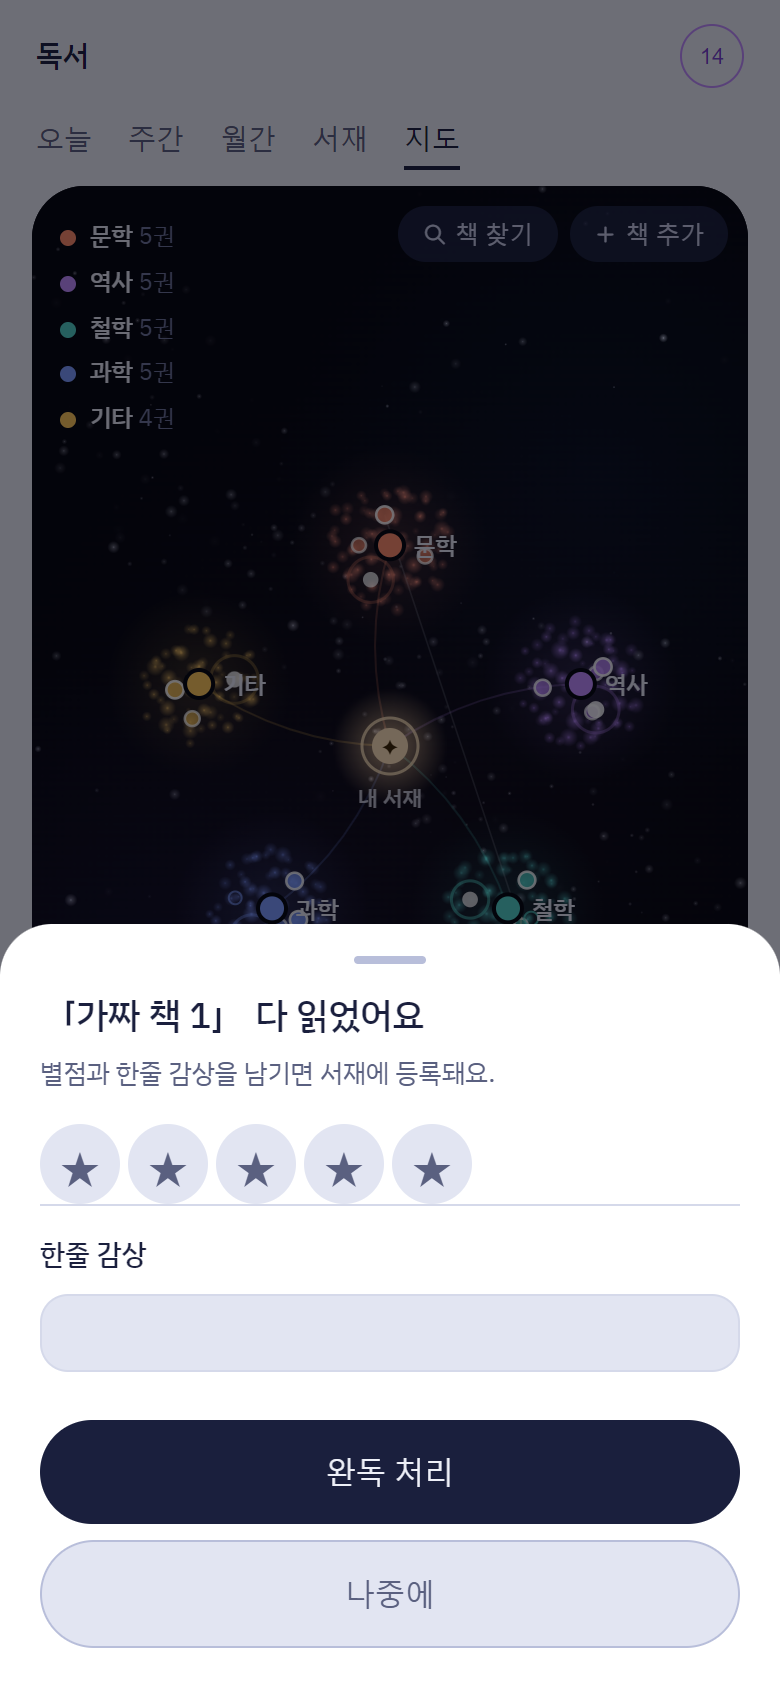 독서
14
오늘 주간 월간 서재 지도
문학 5권
책 찾기
책 추가
역사 5권
철학 5권
과학 5권
기타 4권
문학
기타
역사
내 서재
과학
철학
「가짜 책 1」 다 읽었어요
별점과 한줄 감상을 남기면 서재에 등록돼요.
★ ★ ★ ★ ★
한줄 감상
완독 처리
나중에